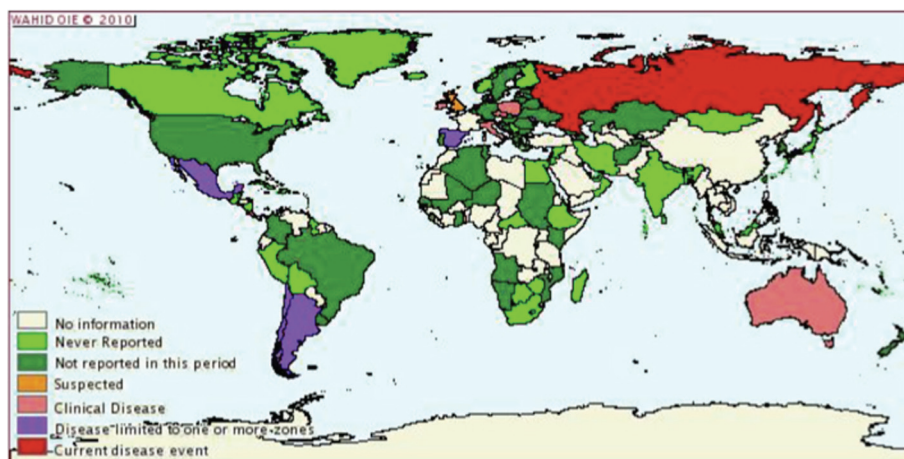 WAHID OIE © 2010
No information
Never Reported
Not reported in this period
Suspected
Clinical Disease
Disease limited to one or more zones
Current disease event